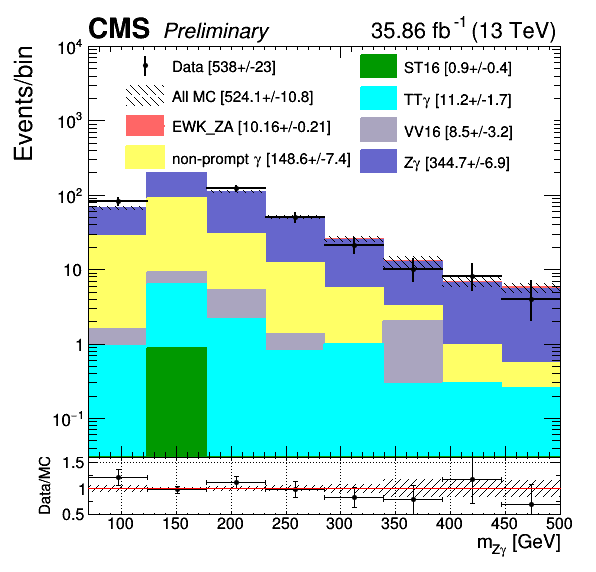 CMS Preliminary 35.86 fb⁻¹ (13 TeV)
Events/bin
10⁴
10³
10²
10
1
10⁻¹
Data [538+/-23]
All MC [524.1+/-10.8]
EWK_ZA [10.16+/-0.21]
non-prompt γ [148.6+/-7.4]
ST16 [0.9+/-0.4]
TTγ [11.2+/-1.7]
VV16 [8.5+/-3.2]
Zγ [344.7+/-6.9]
Data/MC
1.5
1
0.5
100 150 200 250 300 350 400 450 500
m_Zγ [GeV]